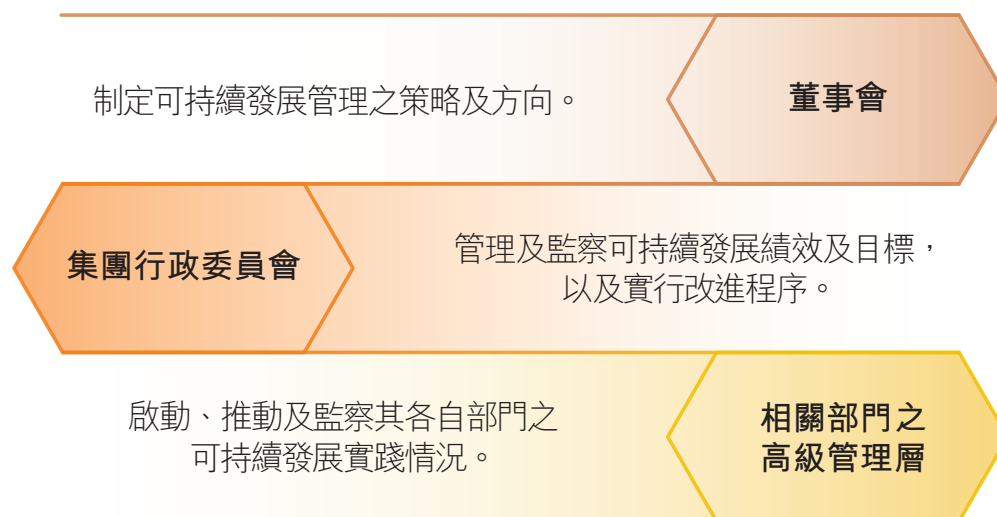 制定可持續發展管理之策略及方向。
董事會
集團行政委員會
管理及監察可持續發展績效及目標，
以及實行改進程序。
啟動、推動及監察其各自部門之
可持續發展實踐情況。
相關部門之
高級管理層